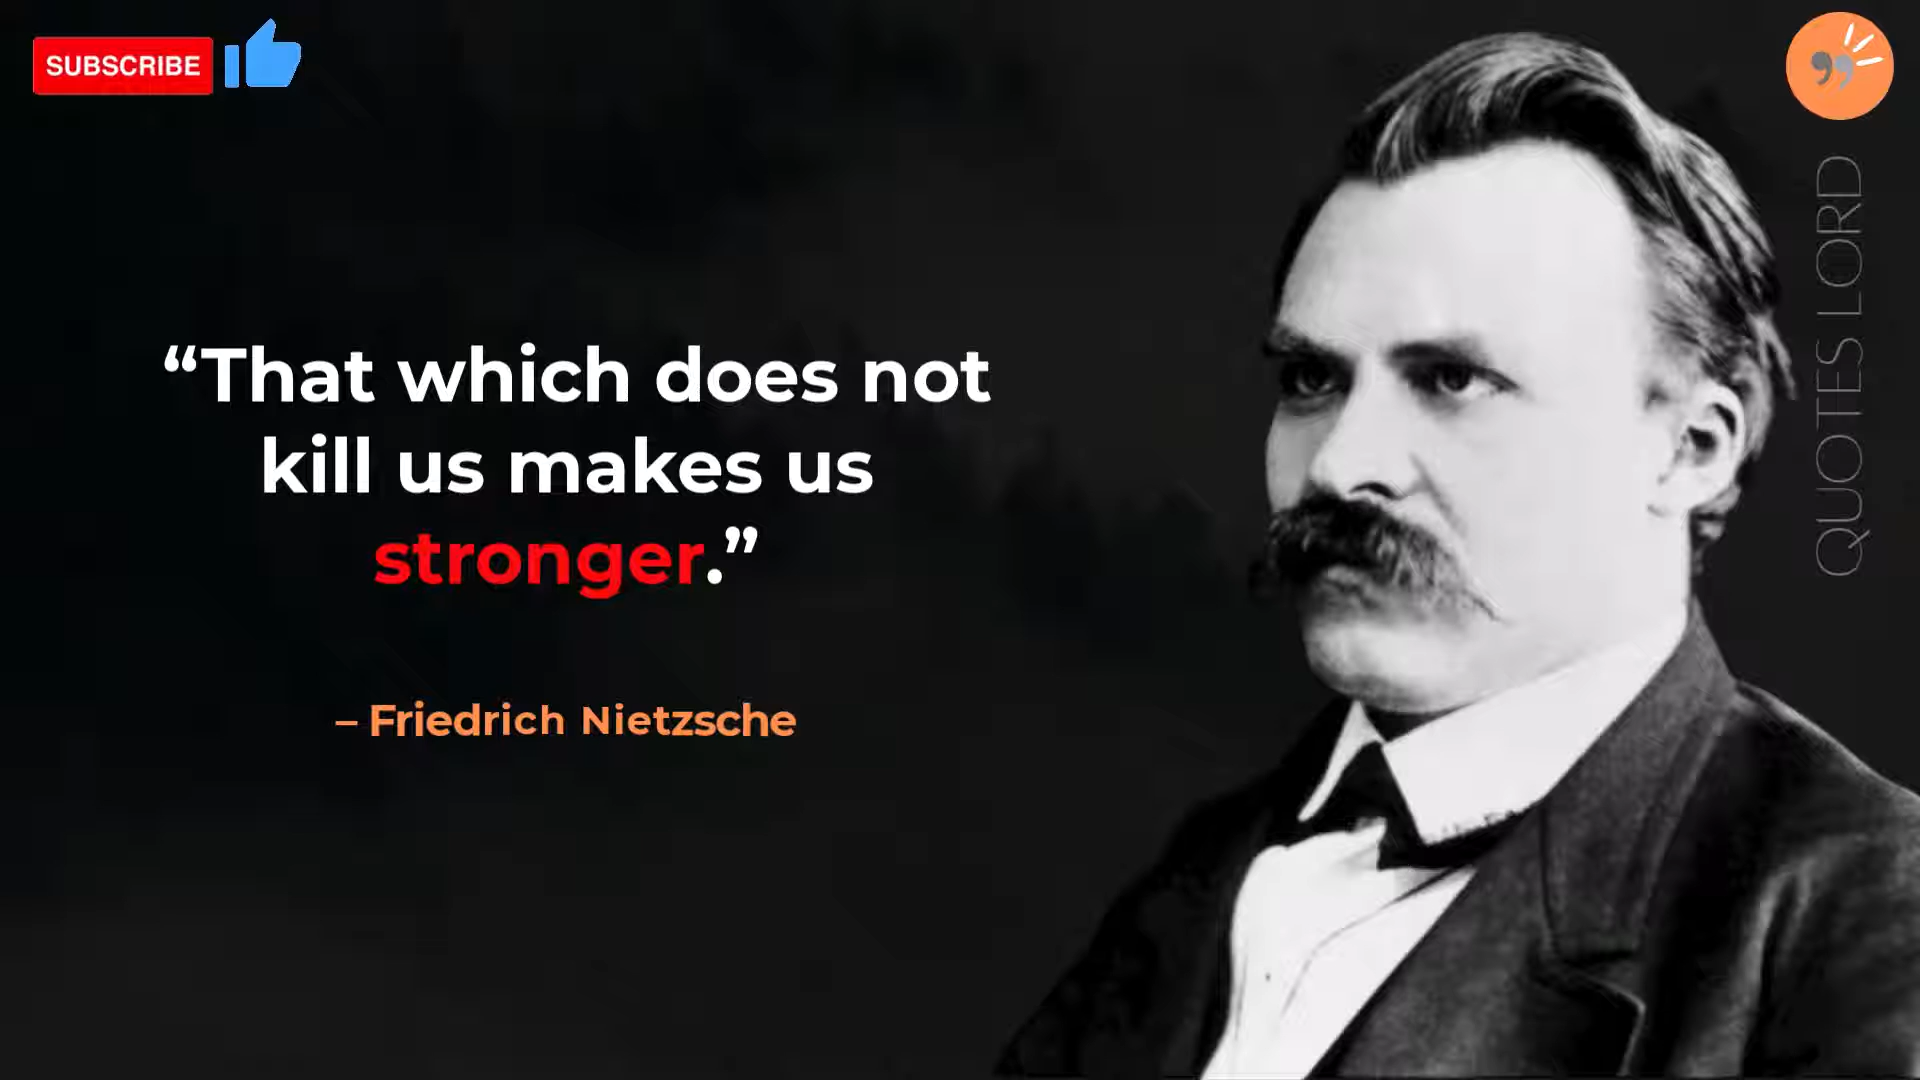 SUBSCRIBE
“That which does not
kill us makes us
stronger.”
– Friedrich Nietzsche
QUOTES LORD